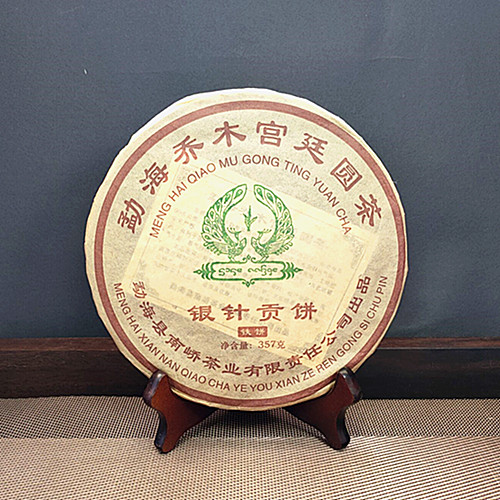 勐海乔木宫廷圆茶
MENG HAI QIAO MU GONG TING YUAN CHA
银针贡饼
铁饼
净含量：357克
勐海县南峤茶业有限责任公司出品
MENG HAI XIAN NAN QIAO CHA YE YOU XIAN ZE REN GONG SI CHU PIN